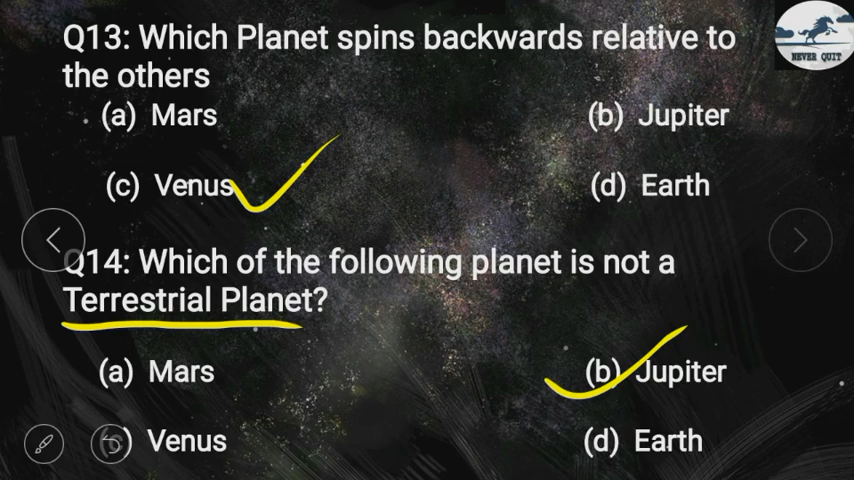 Q13: Which Planet spins backwards relative to
the others
(a) Mars
(b) Jupiter
(c) Venus
(d) Earth
Q14: Which of the following planet is not a
Terrestrial Planet?
(a) Mars
(b) Jupiter
(c) Venus
(d) Earth
NEVER QUIT